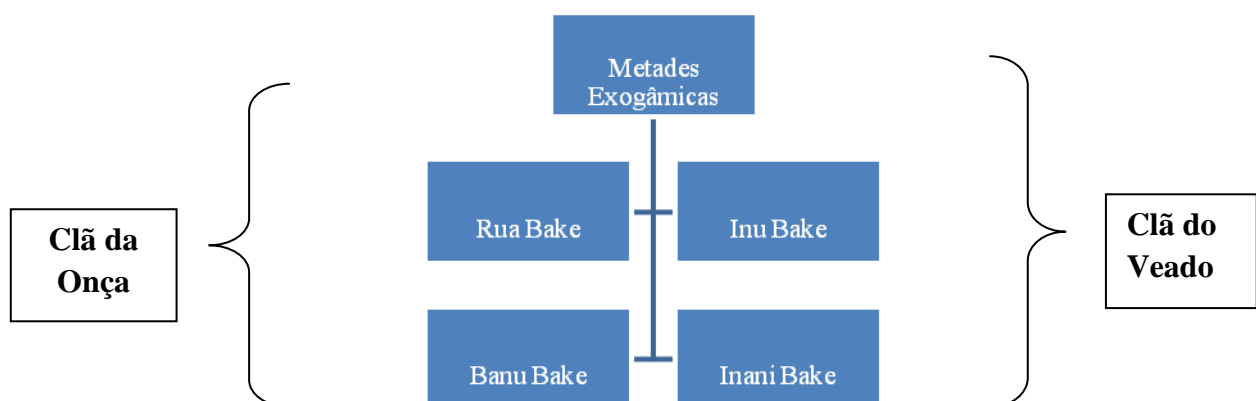 Metades
Exogâmicas
Rua Bake
Inu Bake
Clã da
Onça
Clã do
Veado
Banu Bake
Inani Bake